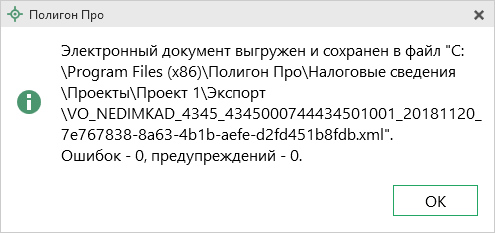 Полигон Про
Электронный документ выгружен и сохранен в файл "C:
\Program Files (x86)\Полигон Про\Налоговые сведения
\Проекты\Проект 1\Экспорт
\VO_NEDIMKAD_4345_4345000744434501001_20181120_
7e767838-8a63-4b1b-aefe-d2fd451b8fdb.xml".
Ошибок - 0, предупреждений - 0.
OK